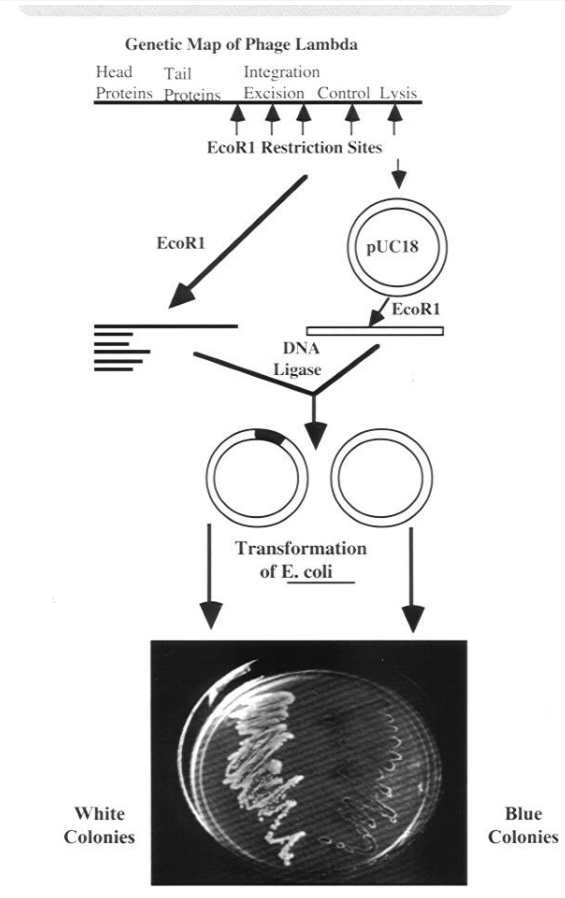 Genetic Map of Phage Lambda
Head Tail Integration
Proteins Proteins Excision Control Lysis
EcoR1 Restriction Sites
EcoR1
pUC18
EcoR1
DNA
Ligase
Transformation
of E. coli
White
Colonies
Blue
Colonies